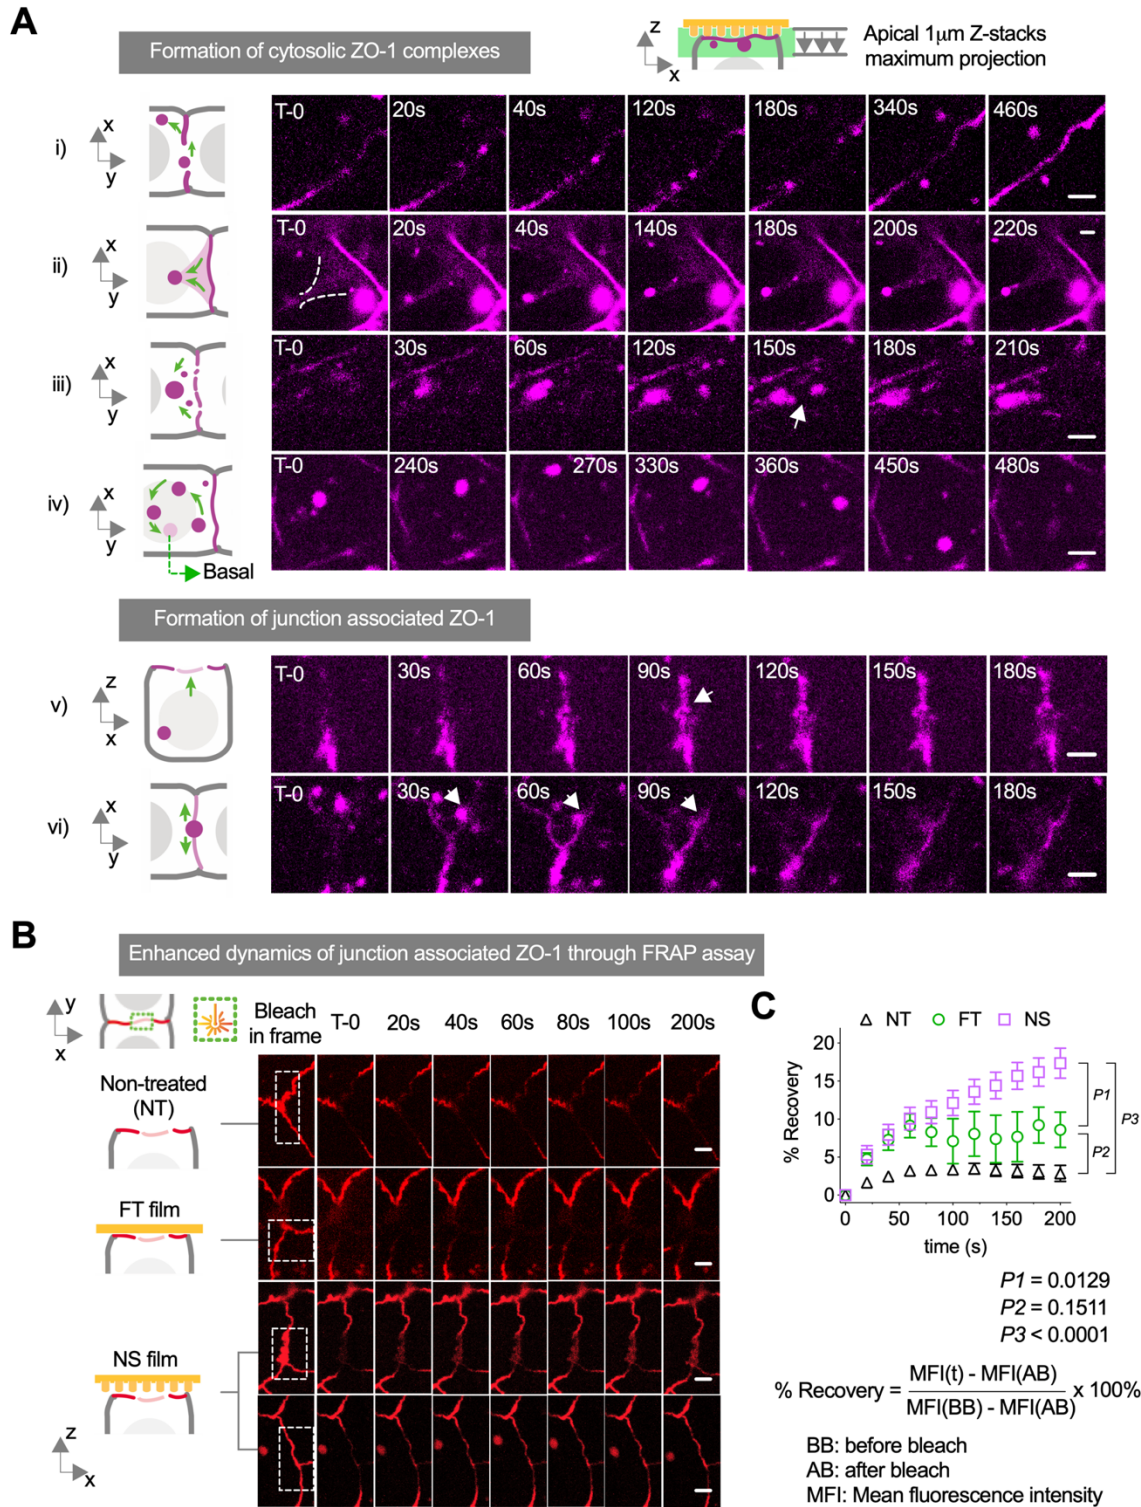 A
Formation of cytosolic ZO-1 complexes
z
x
Apical 1μm Z-stacks
maximum projection
i)
x
y
T-0 20s 40s 120s 180s 340s 460s
ii)
x
y
T-0 20s 40s 140s 180s 200s 220s
iii)
x
y
T-0 30s 60s 120s 150s 180s 210s
iv)
x
y
T-0 240s 270s 330s 360s 450s 480s
Basal
Formation of junction associated ZO-1
v)
z
x
T-0 30s 60s 90s 120s 150s 180s
vi)
x
y
T-0 30s 60s 90s 120s 150s 180s
B
Enhanced dynamics of junction associated ZO-1 through FRAP assay
y
x
Bleach
in frame
T-0 20s 40s 60s 80s 100s 200s
Non-treated
(NT)
FT film
NS film
z
x
C
NT FT NS
20
15
10
5
0
% Recovery
0 50 100 150 200
time (s)
P1
P2
P3
P1 = 0.0129
P2 = 0.1511
P3 < 0.0001
% Recovery = MFI(t) - MFI(AB) x 100%
MFI(BB) - MFI(AB)
BB: before bleach
AB: after bleach
MFI: Mean fluorescence intensity